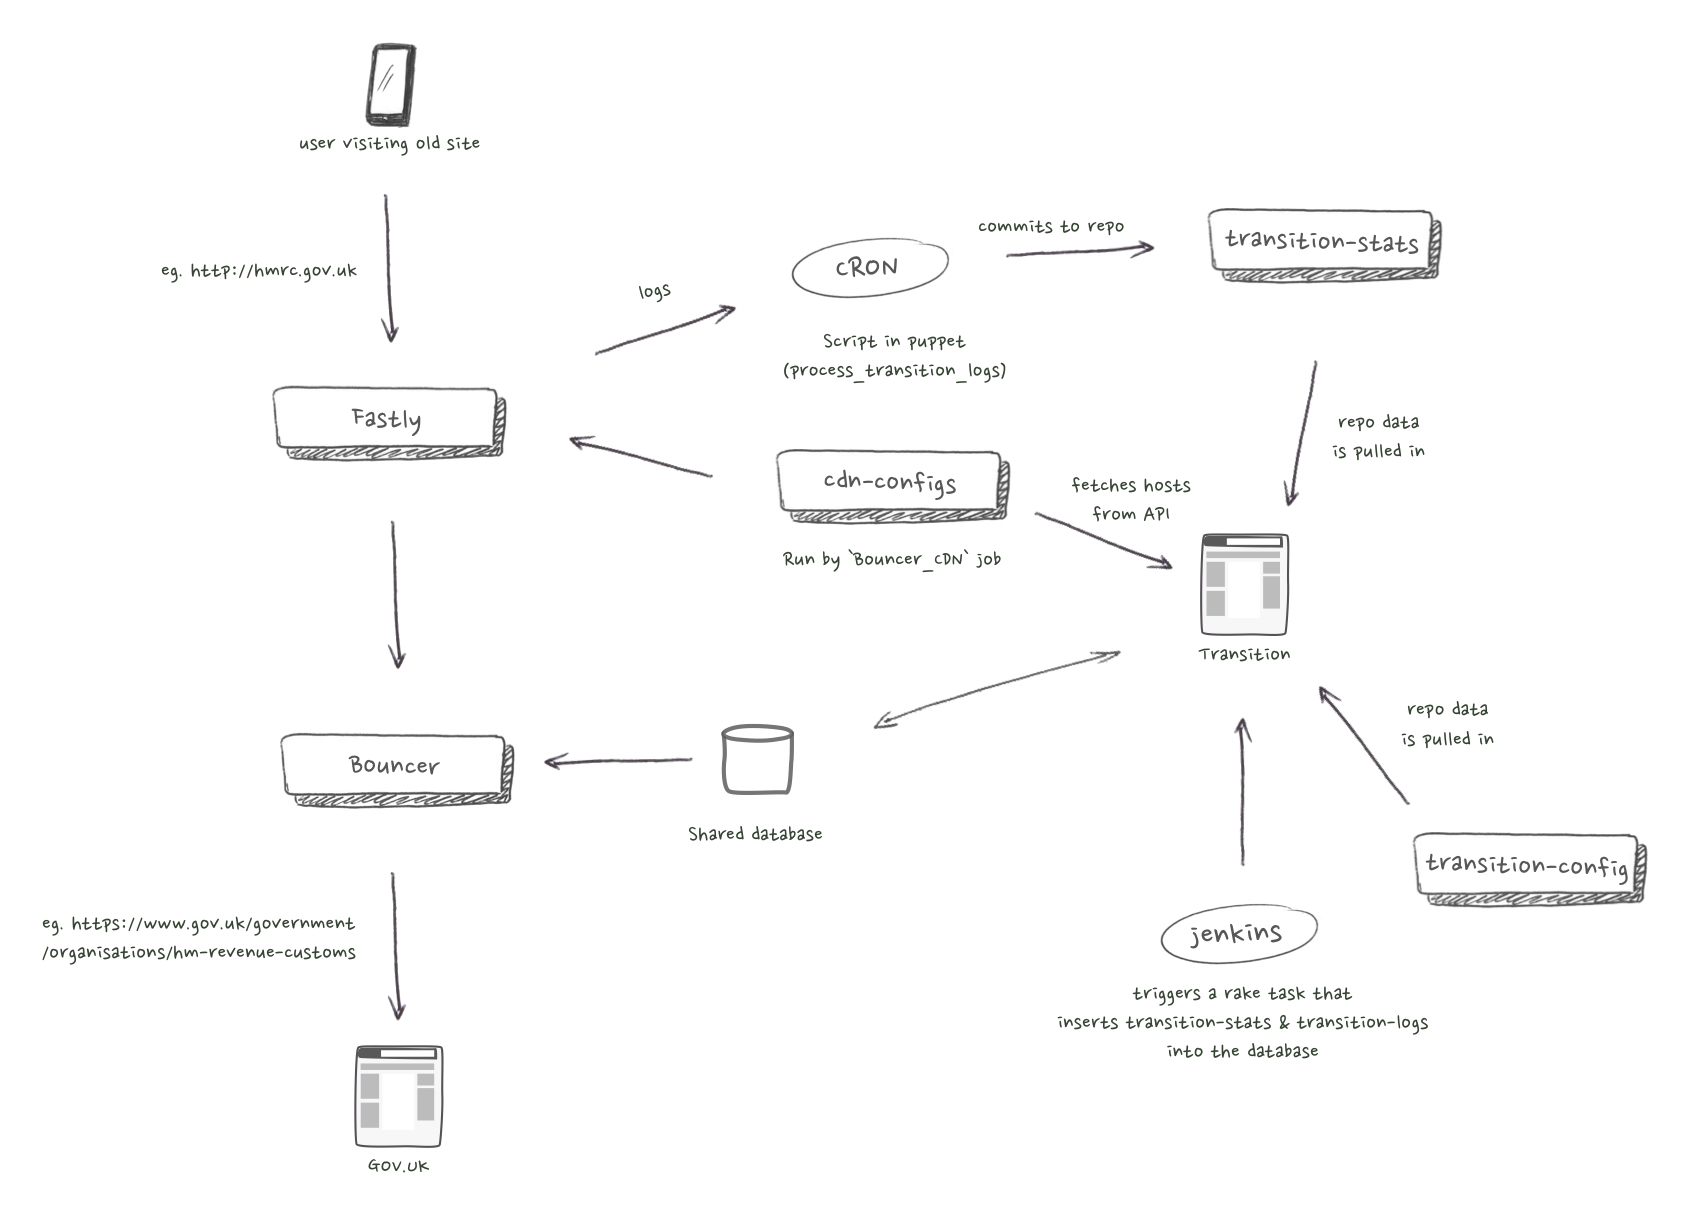 user visiting old site
eg. http://hmrc.gov.uk
logs
cRON
commits to repo
transition-stats
Script in puppet
(process_transition_logs)
Fastly
repo data
is pulled in
cdn-configs
fetches hosts
from API
Run by `Bouncer_CDN` job
Transition
repo data
is pulled in
Bouncer
Shared database
transition-config
eg. https://www.gov.uk/government
/organisations/hm-revenue-customs
jenkins
triggers a rake task that
inserts transition-stats & transition-logs
into the database
Gov.uk